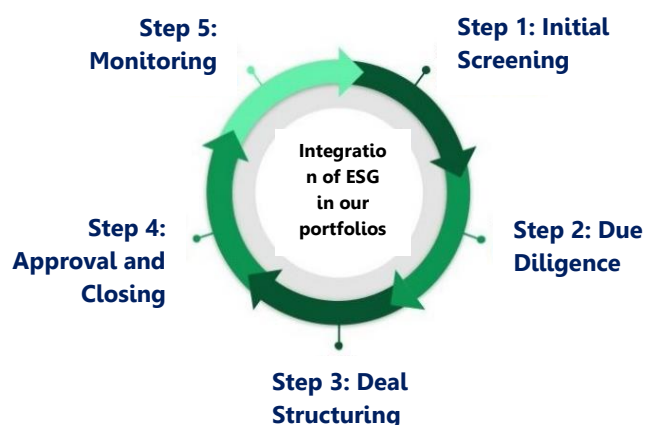 Step 5:
Monitoring
Step 1: Initial
Screening
Integratio
n of ESG
in our
portfolios
Step 4:
Approval and
Closing
Step 2: Due
Diligence
Step 3: Deal
Structuring